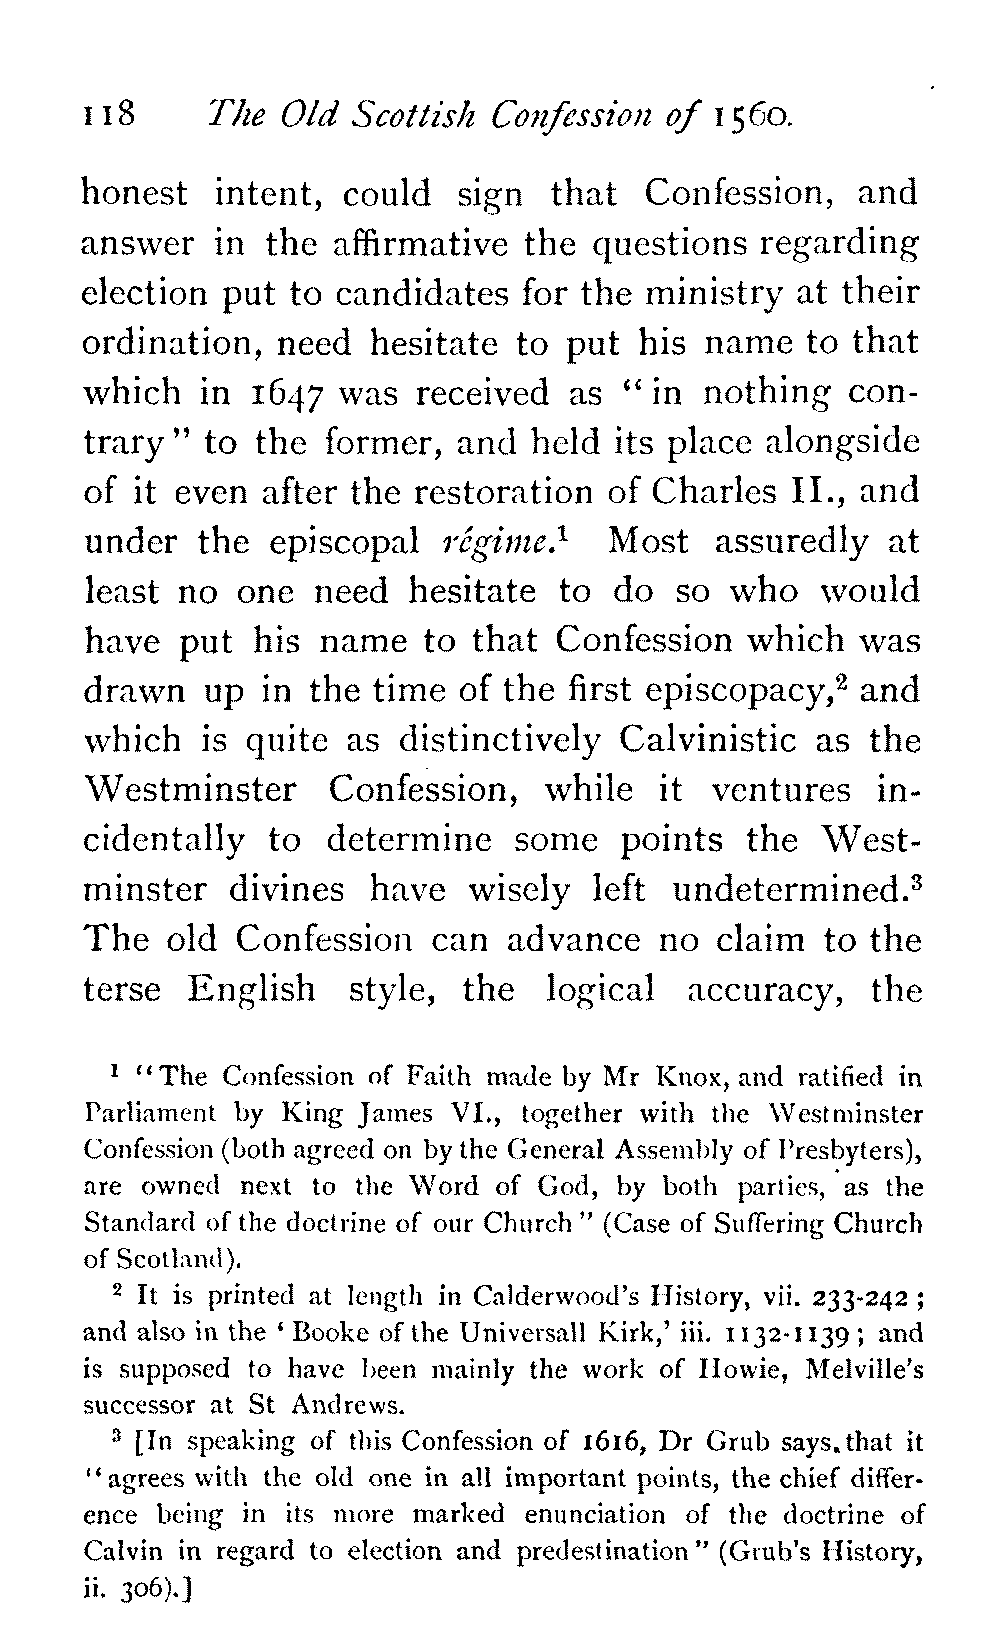 118 The Old Scottish Confession of 1560.
honest intent, could sign that Confession, and
answer in the affirmative the questions regarding
election put to candidates for the ministry at their
ordination, need hesitate to put his name to that
which in 1647 was received as “in nothing con-
trary” to the former, and held its place alongside
of it even after the restoration of Charles II., and
under the episcopal régime.¹ Most assuredly at
least no one need hesitate to do so who would
have put his name to that Confession which was
drawn up in the time of the first episcopacy,² and
which is quite as distinctively Calvinistic as the
Westminster Confession, while it ventures in-
cidentally to determine some points the West-
minster divines have wisely left undetermined.³
The old Confession can advance no claim to the
terse English style, the logical accuracy, the
¹ “The Confession of Faith made by Mr Knox, and ratified in
Parliament by King James VI., together with the Westminster
Confession (both agreed on by the General Assembly of Presbyters),
are owned next to the Word of God, by both parties, as the
Standard of the doctrine of our Church” (Case of Suffering Church
of Scotland).
² It is printed at length in Calderwood's History, vii. 233-242;
and also in the ‘Booke of the Universall Kirk,’ iii. 1132-1139; and
is supposed to have been mainly the work of Howie, Melville's
successor at St Andrews.
³ [In speaking of this Confession of 1616, Dr Grub says that it
“agrees with the old one in all important points, the chief differ-
ence being in its more marked enunciation of the doctrine of
Calvin in regard to election and predestination” (Grub's History,
ii. 306).]